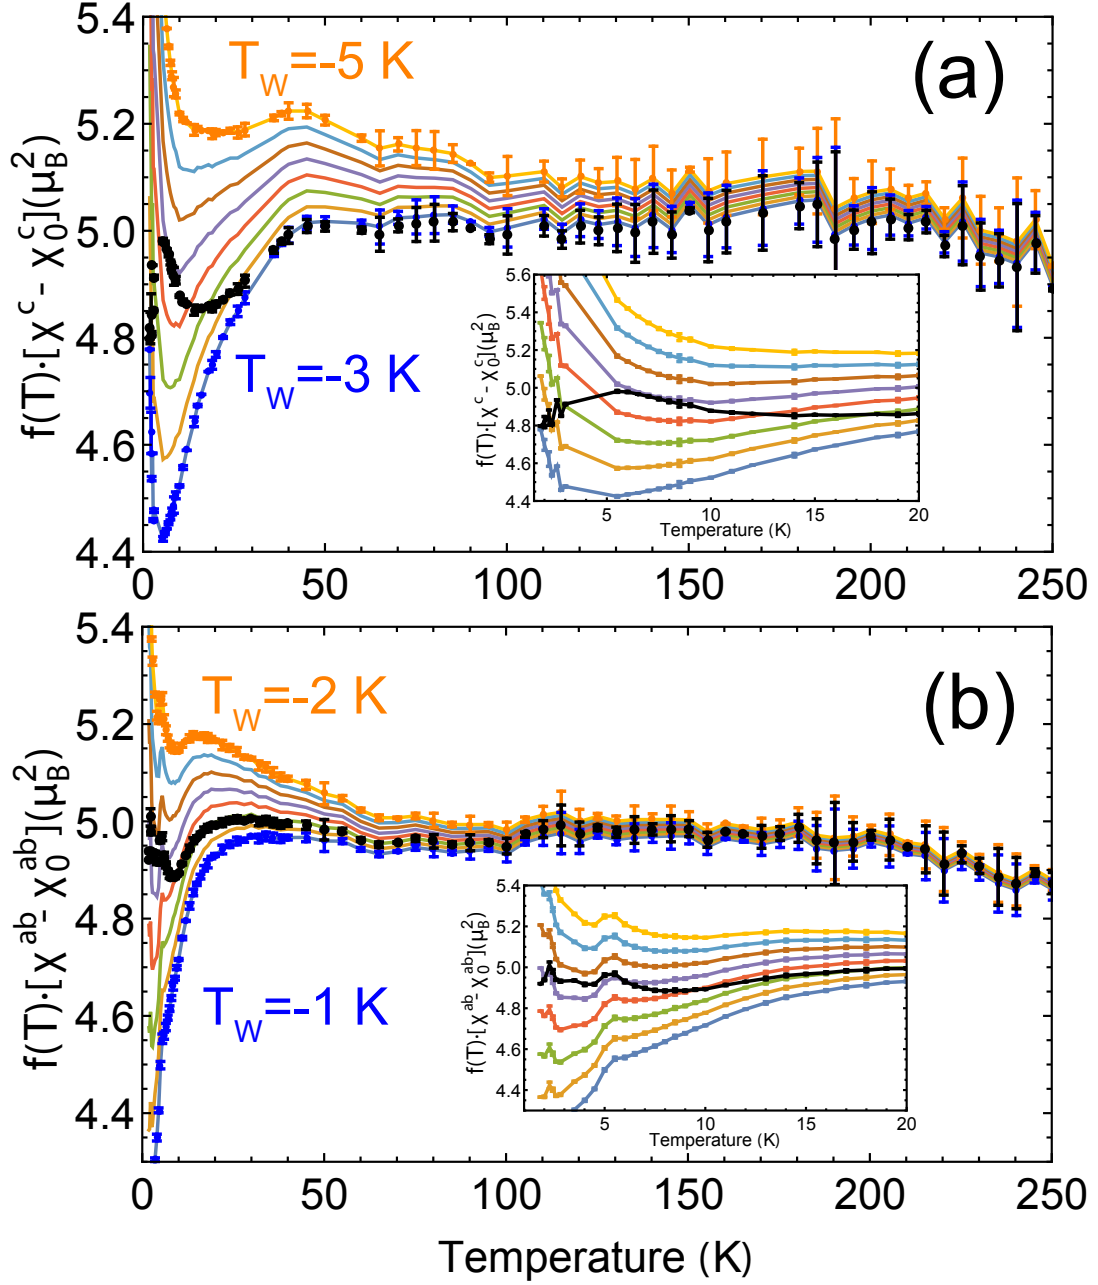 (a)
T_W=-5 K
T_W=-3 K
f(T)·[χ^c - χ_0^c](μ_B^2)
5.4
5.2
5.0
4.8
4.6
4.4
0 50 100 150 200 250
f(T)·[χ^c - χ_0^c](μ_B^2)
5.6
5.4
5.2
5.0
4.8
4.6
4.4
5 10 15 20
Temperature (K)
(b)
T_W=-2 K
T_W=-1 K
f(T)·[χ^ab - χ_0^ab](μ_B^2)
5.4
5.2
5.0
4.8
4.6
4.4
0 50 100 150 200 250
f(T)·[χ^ab - χ_0^ab](μ_B^2)
5.4
5.2
5.0
4.8
4.6
4.4
5 10 15 20
Temperature (K)
Temperature (K)